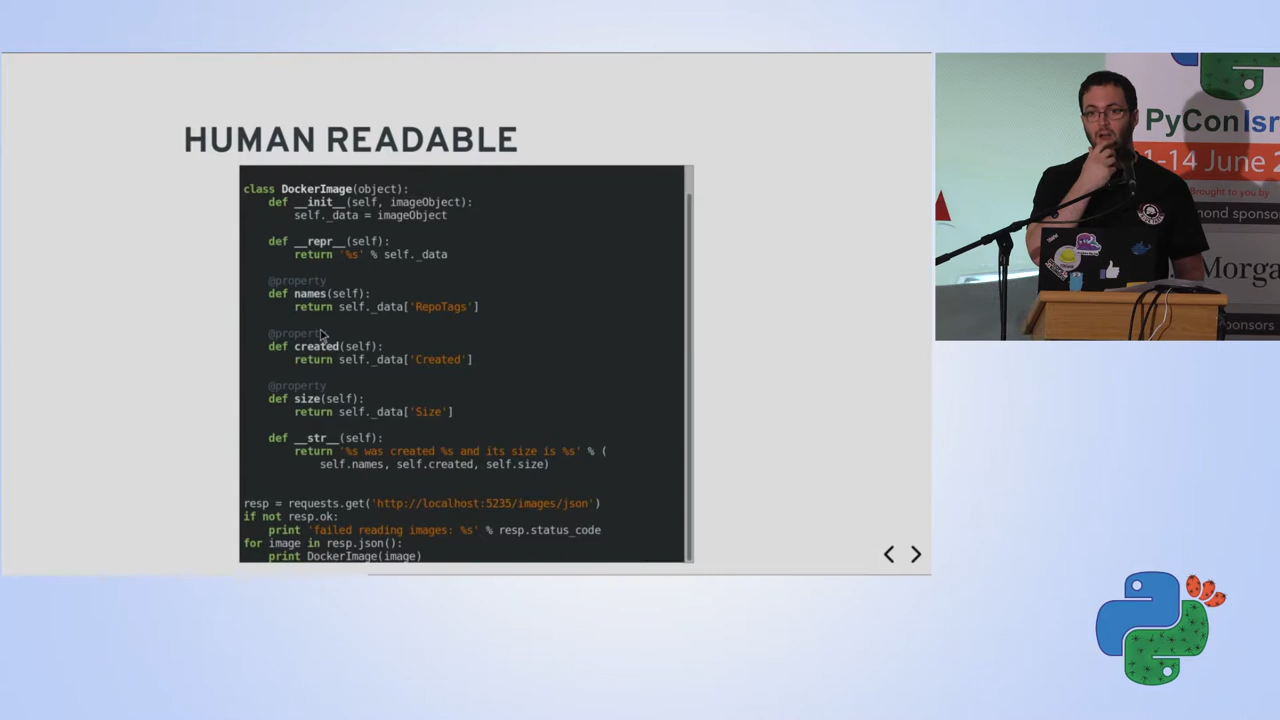 HUMAN READABLE
class DockerImage(object):
    def __init__(self, imageObject):
        self._data = imageObject
    def __repr__(self):
        return '%s' % self._data
    @property
    def names(self):
        return self._data['RepoTags']
    @property
    def created(self):
        return self._data['Created']
    @property
    def size(self):
        return self._data['Size']
    def __str__(self):
        return '%s was created %s and its size is %s' % (
            self.names, self.created, self.size)
resp = requests.get('http://localhost:5235/images/json')
if not resp.ok:
    print 'failed reading images: %s' % resp.status_code
for image in resp.json():
    print DockerImage(image)
PyConIsr
1-14 June 2
Brought to you by
mond sponsor
Morga
sponsors